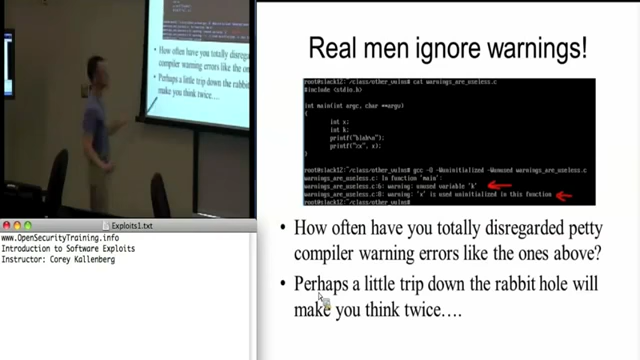 Real men ignore warnings!
root@slack12:~/class/other_vulns# cat warnings_are_useless.c
#include <stdio.h>
int main(int argc, char **argv)
{
int x;
int k;
printf("blah\n");
printf("%x", x);
}
root@slack12:~/class/other_vulns# gcc -O -Wuninitialized -Wunused warnings_are_useless.c
warnings_are_useless.c: In function 'main':
warnings_are_useless.c:6: warning: unused variable 'k'
warnings_are_useless.c:8: warning: 'x' is used uninitialized in this function
root@slack12:~/class/other_vulns#
• How often have you totally disregarded petty
compiler warning errors like the ones above?
• Perhaps a little trip down the rabbit hole will
make you think twice….
How often have you totally disregarded
compiler warning errors like the ones
Perhaps a little trip down the rabbit
make you think twice….
Exploits1.txt
www.OpenSecurityTraining.info
Introduction to Software Exploits
Instructor: Corey Kallenberg